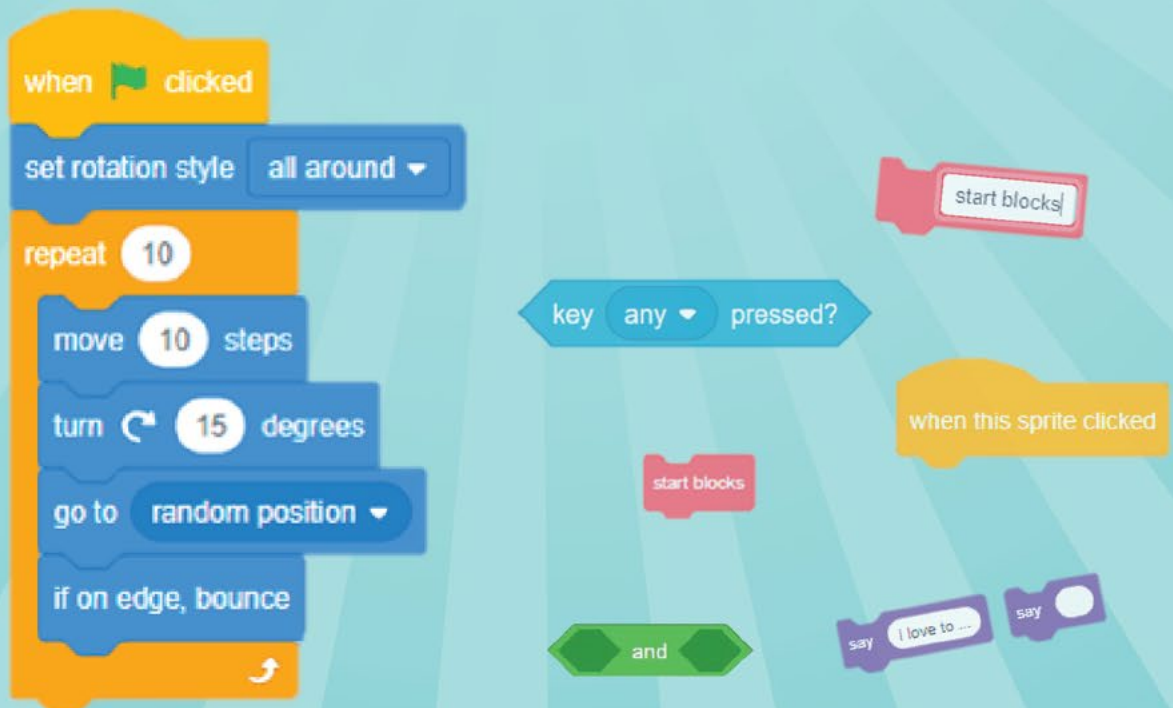 when clicked
set rotation style all around
repeat 10
move 10 steps
turn 15 degrees
go to random position
if on edge, bounce
start blocks
key any pressed?
when this sprite clicked
start blocks
and
say i love to ...
say